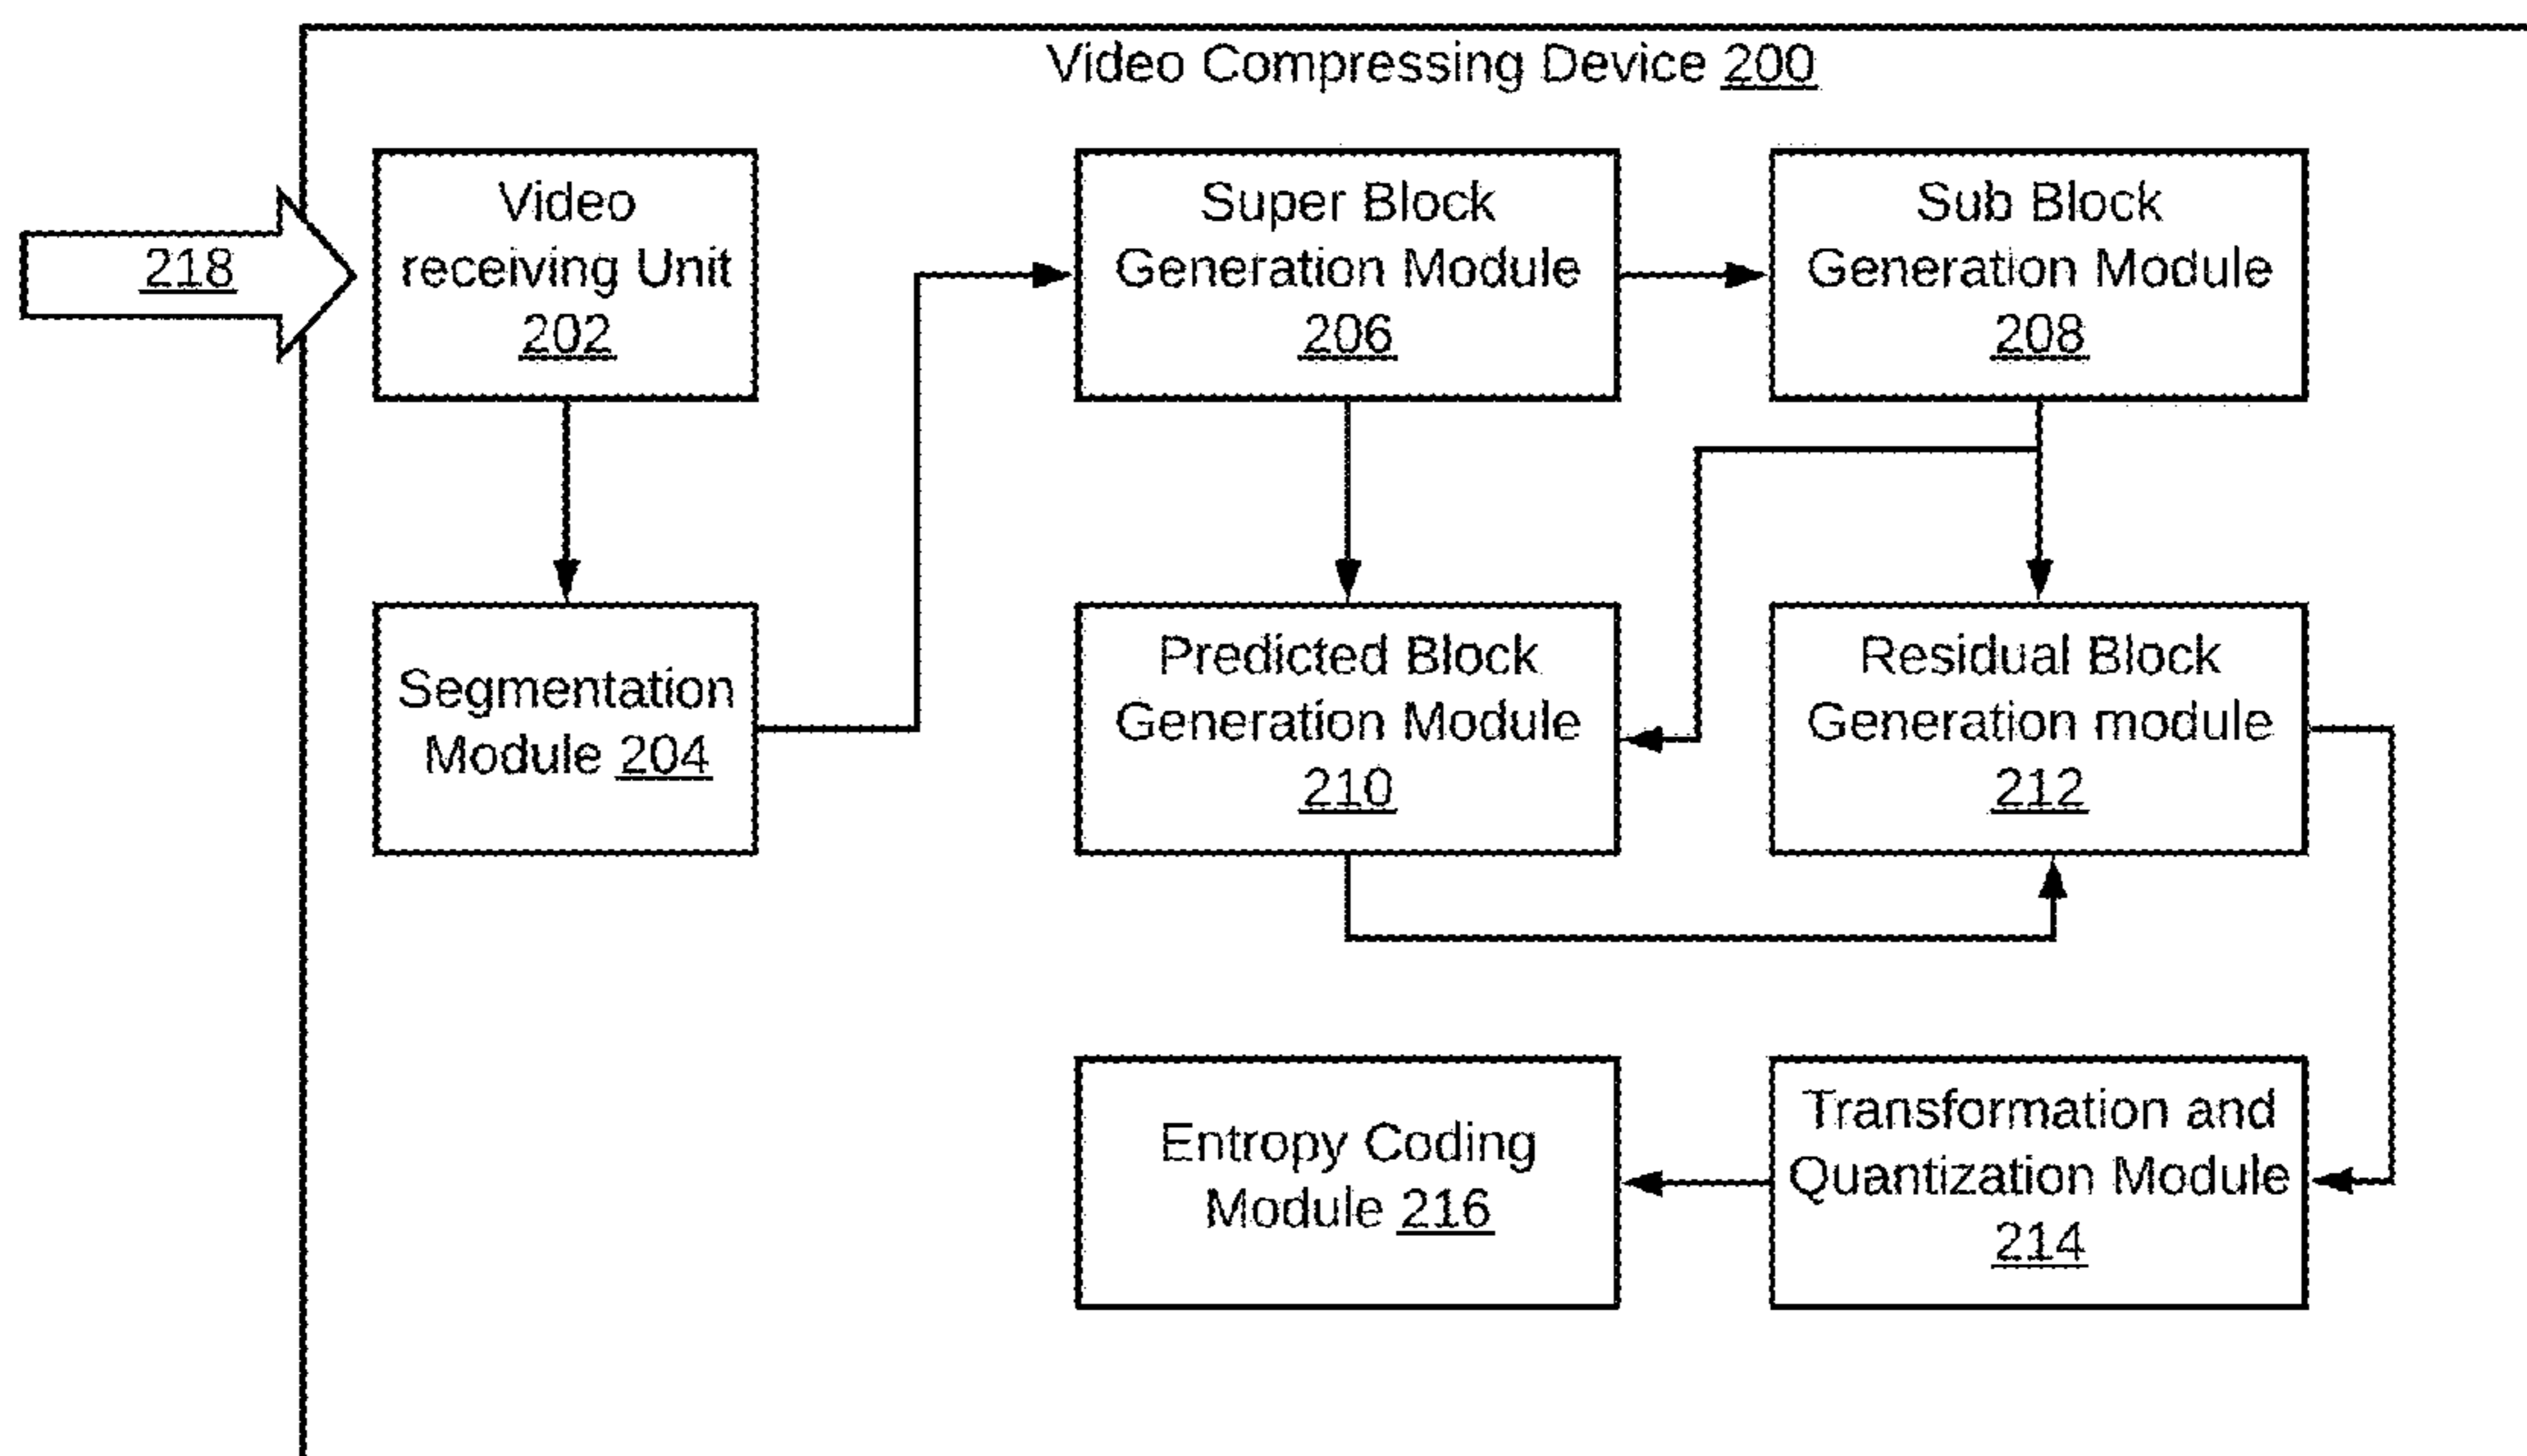 Video Compressing Device 200
218
Video
receiving Unit
202
Super Block
Generation Module
206
Sub Block
Generation Module
208
Segmentation
Module 204
Predicted Block
Generation Module
210
Residual Block
Generation module
212
Entropy Coding
Module 216
Transformation and
Quantization Module
214